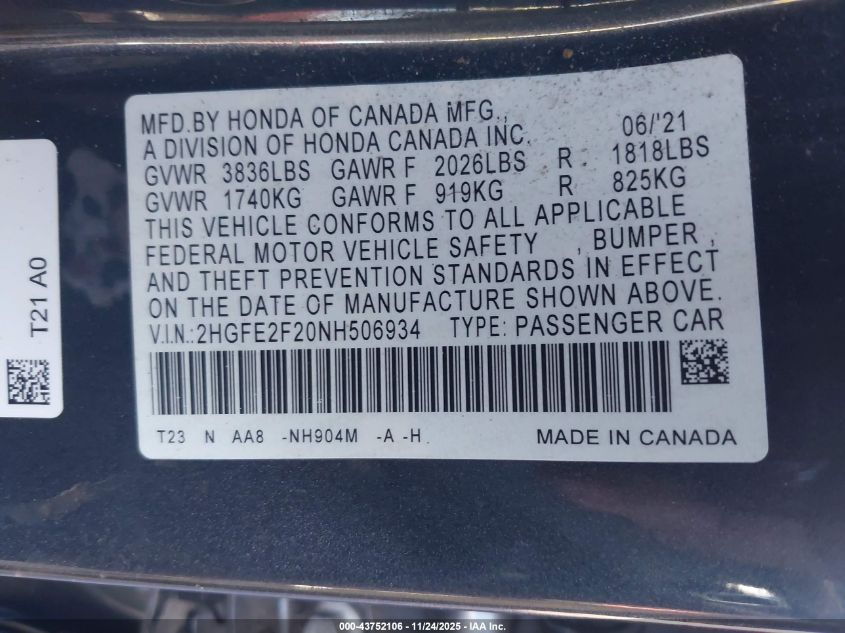 MFD.BY HONDA OF CANADA MFG.,
A DIVISION OF HONDA CANADA INC. 06/'21
GVWR 3836LBS GAWR F 2026LBS R 1818LBS
GVWR 1740KG GAWR F 919KG R 825KG
THIS VEHICLE CONFORMS TO ALL APPLICABLE
FEDERAL MOTOR VEHICLE SAFETY , BUMPER ,
AND THEFT PREVENTION STANDARDS IN EFFECT
ON THE DATE OF MANUFACTURE SHOWN ABOVE.
V.I.N.:2HGFE2F20NH506934 TYPE: PASSENGER CAR
T23 N AA8 -NH904M -A -H
MADE IN CANADA
T21 A0
000-43752106 - 11/24/2025 - IAA Inc.